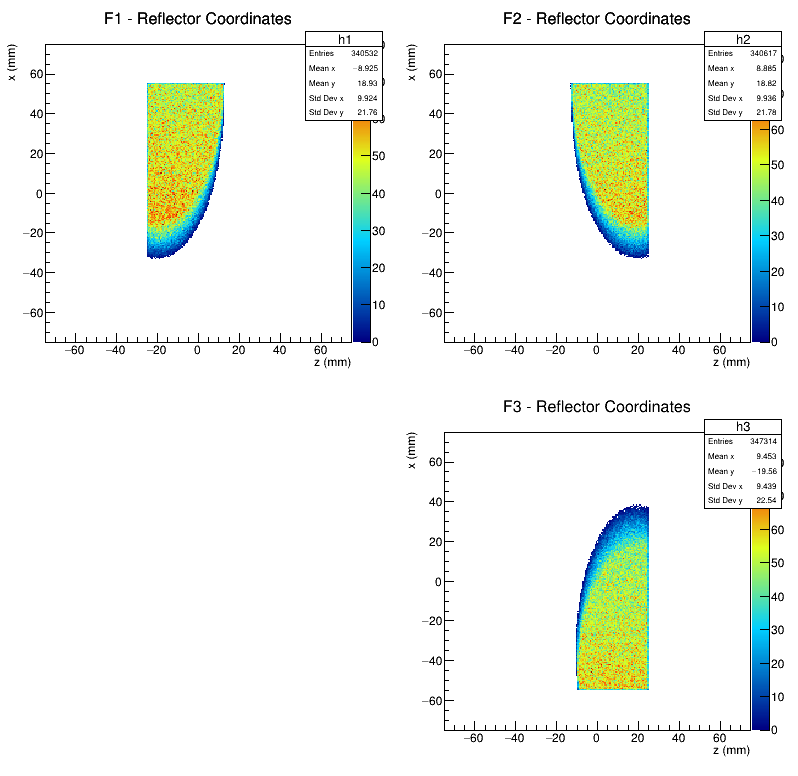 F1 - Reflector Coordinates
h1
Entries 340532
Mean x −8.925
Mean y 18.93
Std Dev x 9.924
Std Dev y 21.76
x (mm)
60
40
20
0
−20
−40
−60
−60 −40 −20 0 20 40 60
z (mm)
50
40
30
20
10
0
F2 - Reflector Coordinates
h2
Entries 340617
Mean x 8.885
Mean y 18.82
Std Dev x 9.936
Std Dev y 21.78
x (mm)
60
40
20
0
−20
−40
−60
−60 −40 −20 0 20 40 60
z (mm)
60
50
40
30
20
10
0
F3 - Reflector Coordinates
h3
Entries 347314
Mean x 9.453
Mean y −19.56
Std Dev x 9.439
Std Dev y 22.54
x (mm)
60
40
20
0
−20
−40
−60
−60 −40 −20 0 20 40 60
z (mm)
60
50
40
30
20
10
0